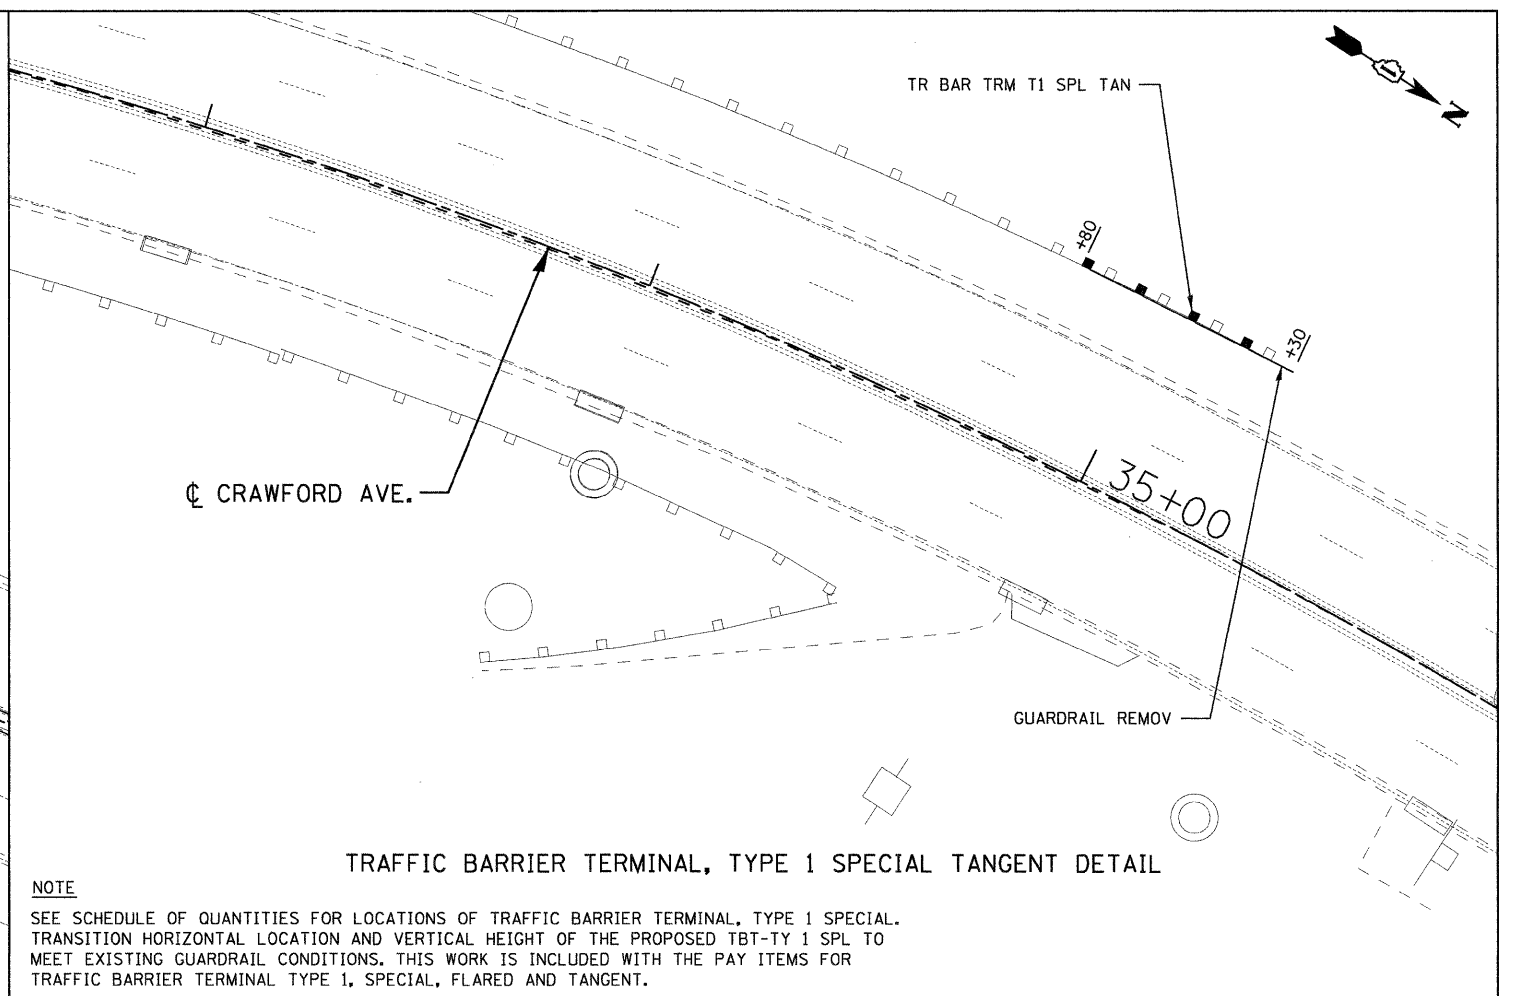 TR BAR TRM T1 SPL TAN
N
+80
+30
℄ CRAWFORD AVE.
35+00
GUARDRAIL REMOV
TRAFFIC BARRIER TERMINAL, TYPE 1 SPECIAL TANGENT DETAIL
NOTE
SEE SCHEDULE OF QUANTITIES FOR LOCATIONS OF TRAFFIC BARRIER TERMINAL, TYPE 1 SPECIAL.
TRANSITION HORIZONTAL LOCATION AND VERTICAL HEIGHT OF THE PROPOSED TBT-TY 1 SPL TO
MEET EXISTING GUARDRAIL CONDITIONS. THIS WORK IS INCLUDED WITH THE PAY ITEMS FOR
TRAFFIC BARRIER TERMINAL TYPE 1, SPECIAL, FLARED AND TANGENT.